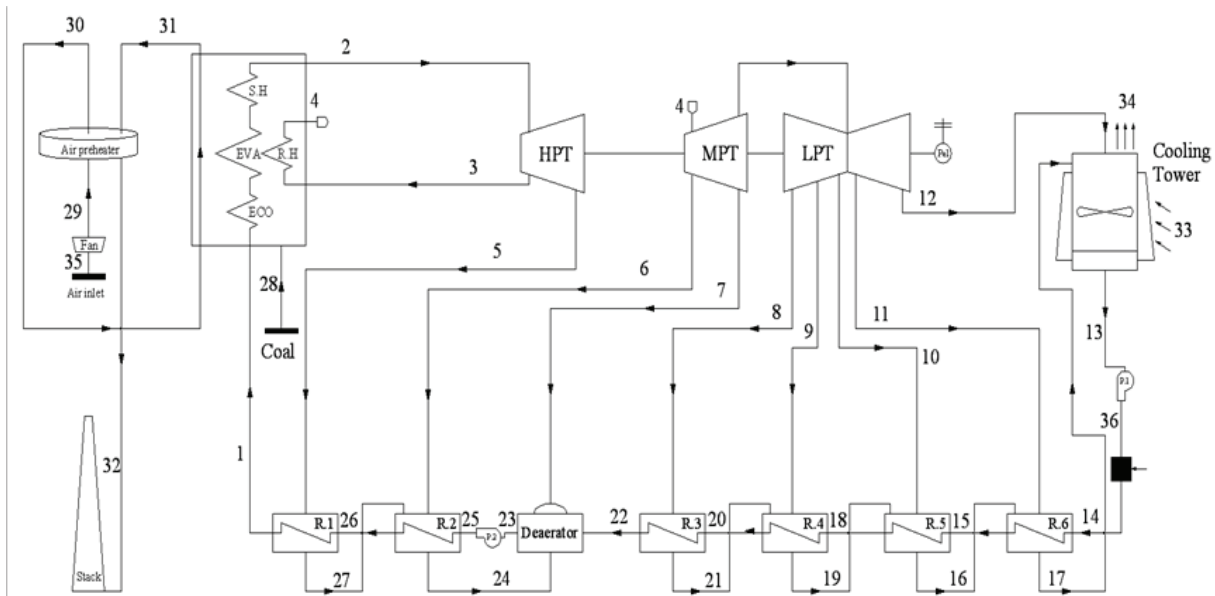 30
31
2
34
4
S.H
4
Cooling
Tower
Air preheater
EVA
R.H
HPT
MPT
LPT
Pel
3
12
ECO
29
33
Fan
5
35
6
28
7
Air inlet
8
9
11
13
Coal
10
P.1
36
1
32
R.1
26
R.2
25
23
22
R.3
20
R.4
18
R.5
15
R.6
14
P.2
Deaerator
Stack
27
24
21
19
16
17